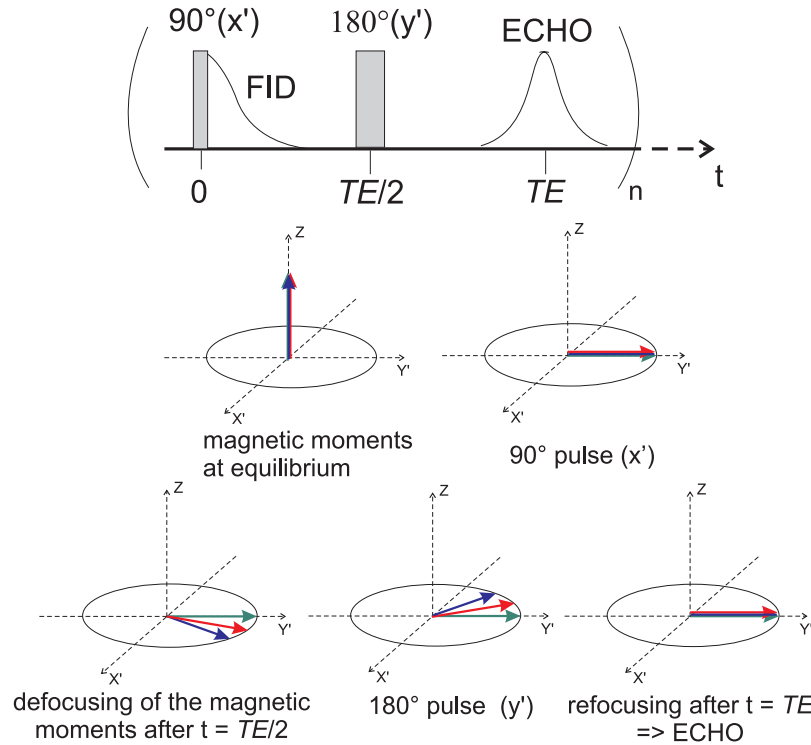 90°(x')
180°(y')
ECHO
FID
0
TE/2
TE
n
t
Z
Y'
X'
magnetic moments
at equilibrium
Z
Y'
X'
90° pulse (x’)
Z
Y'
X'
defocusing of the magnetic
moments after t = TE/2
Z
Y'
X'
180° pulse (y’)
Z
Y'
X'
refocusing after t = TE
=> ECHO